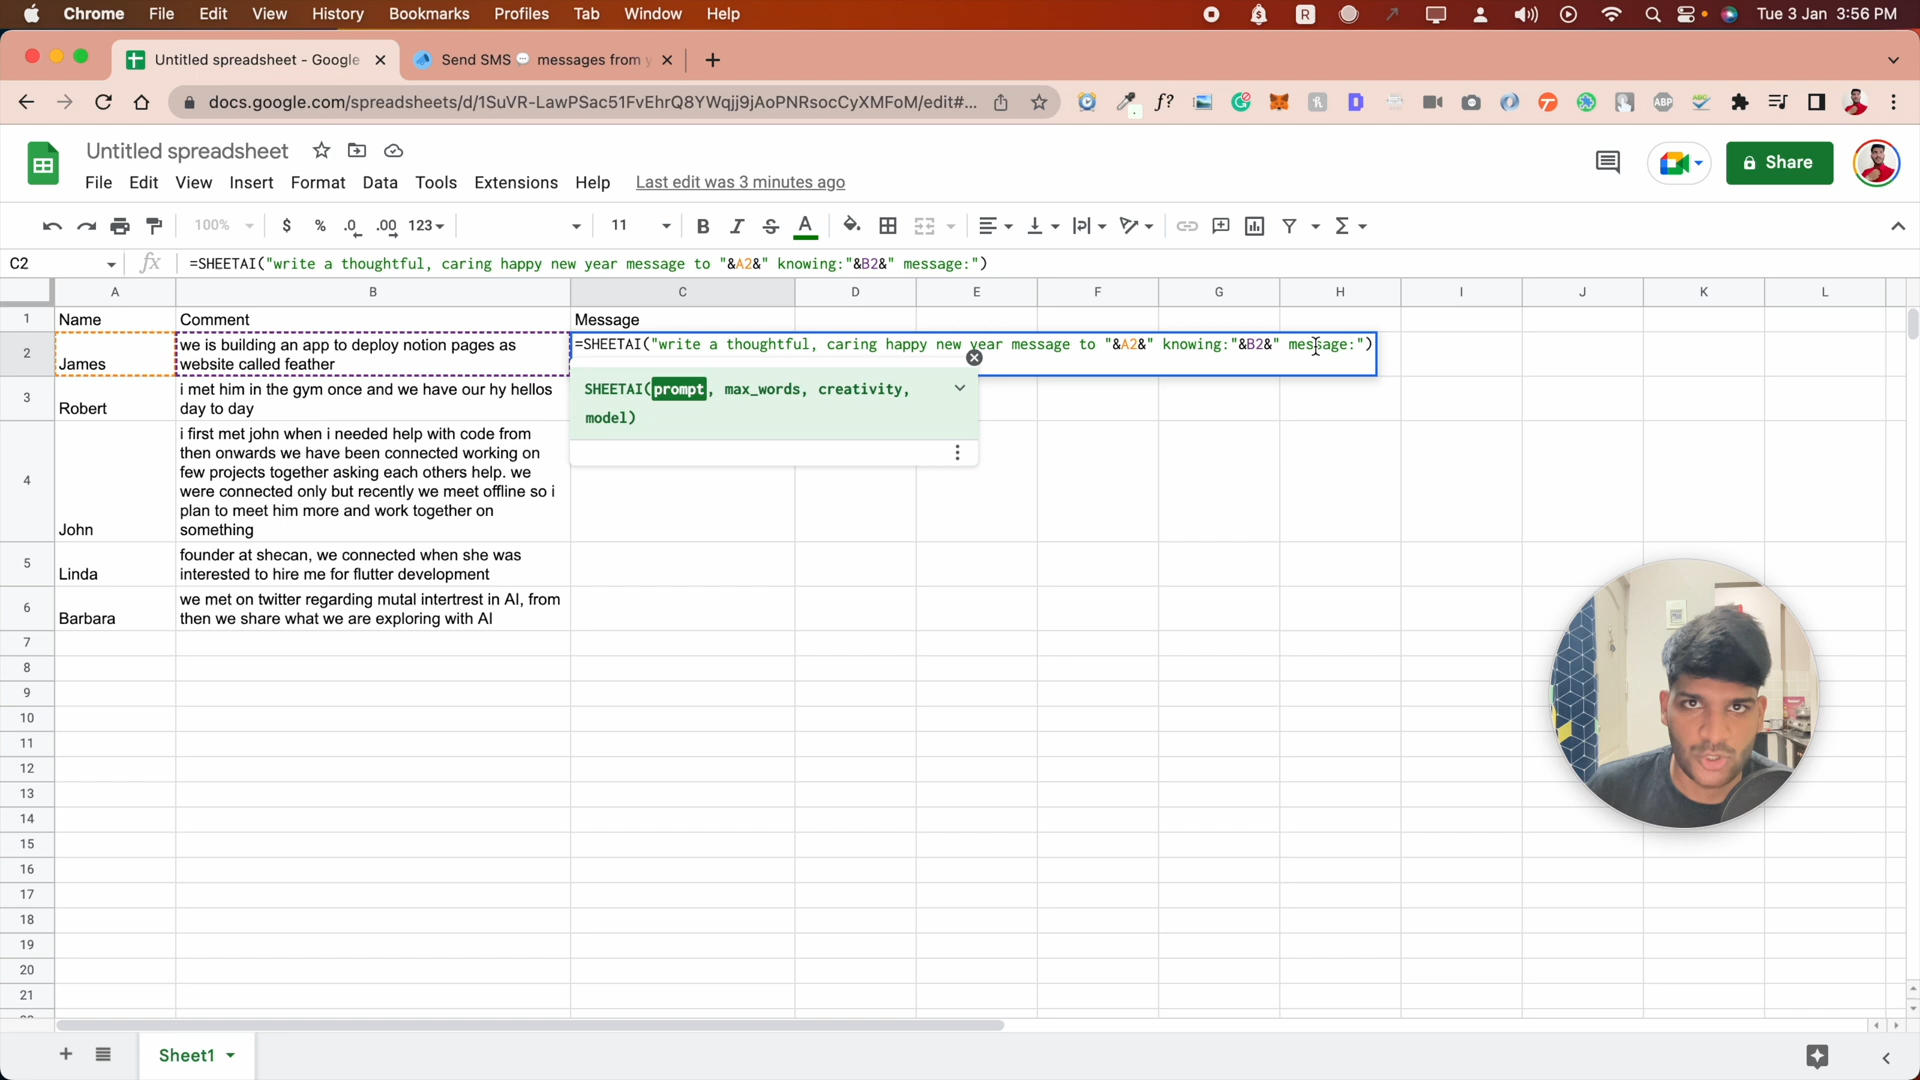 Chrome File Edit View History Bookmarks Profiles Tab Window Help Tue 3 Jan 3:56 PM
Untitled spreadsheet - Google Send SMS messages from y
docs.google.com/spreadsheets/d/1SuVR-LawPSac51FvEhrQ8YWqjj9jAoPNRsocCyXMFoM/edit#... f? ABP
Untitled spreadsheet
File Edit View Insert Format Data Tools Extensions Help Last edit was 3 minutes ago
Share
100% $ % .0 .00 123 11 B I S A
C2 fx =SHEETAI("write a thoughtful, caring happy new year message to "&A2&" knowing:"&B2&" message:")
A B C D E F G H I J K L
1 Name Comment Message
2 James we is building an app to deploy notion pages as
website called feather
=SHEETAI("write a thoughtful, caring happy new year message to "&A2&" knowing:"&B2&" message:")
SHEETAI(prompt, max_words, creativity,
model)
3 Robert i met him in the gym once and we have our hy hellos
day to day
4 John i first met john when i needed help with code from
then onwards we have been connected working on
few projects together asking each others help. we
were connected only but recently we meet offline so i
plan to meet him more and work together on
something
5 Linda founder at shecan, we connected when she was
interested to hire me for flutter development
6 Barbara we met on twitter regarding mutal intertrest in AI, from
then we share what we are exploring with AI
7
8
9
10
11
12
13
14
15
16
17
18
19
20
21
Sheet1